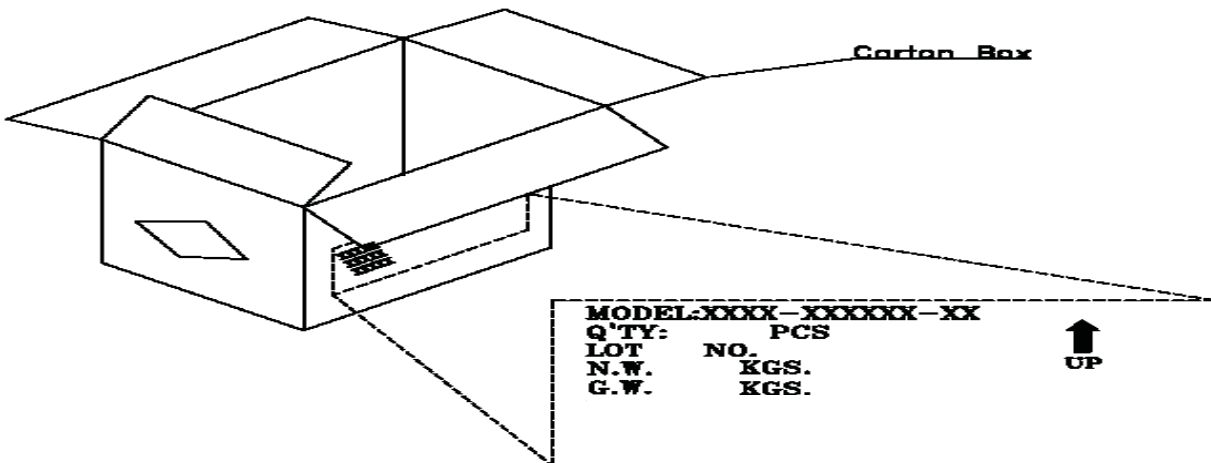 Carton Box
MODEL:XXXX-XXXXXX-XX
Q'TY: PCS
LOT NO.
N.W. KGS.
G.W. KGS.
UP